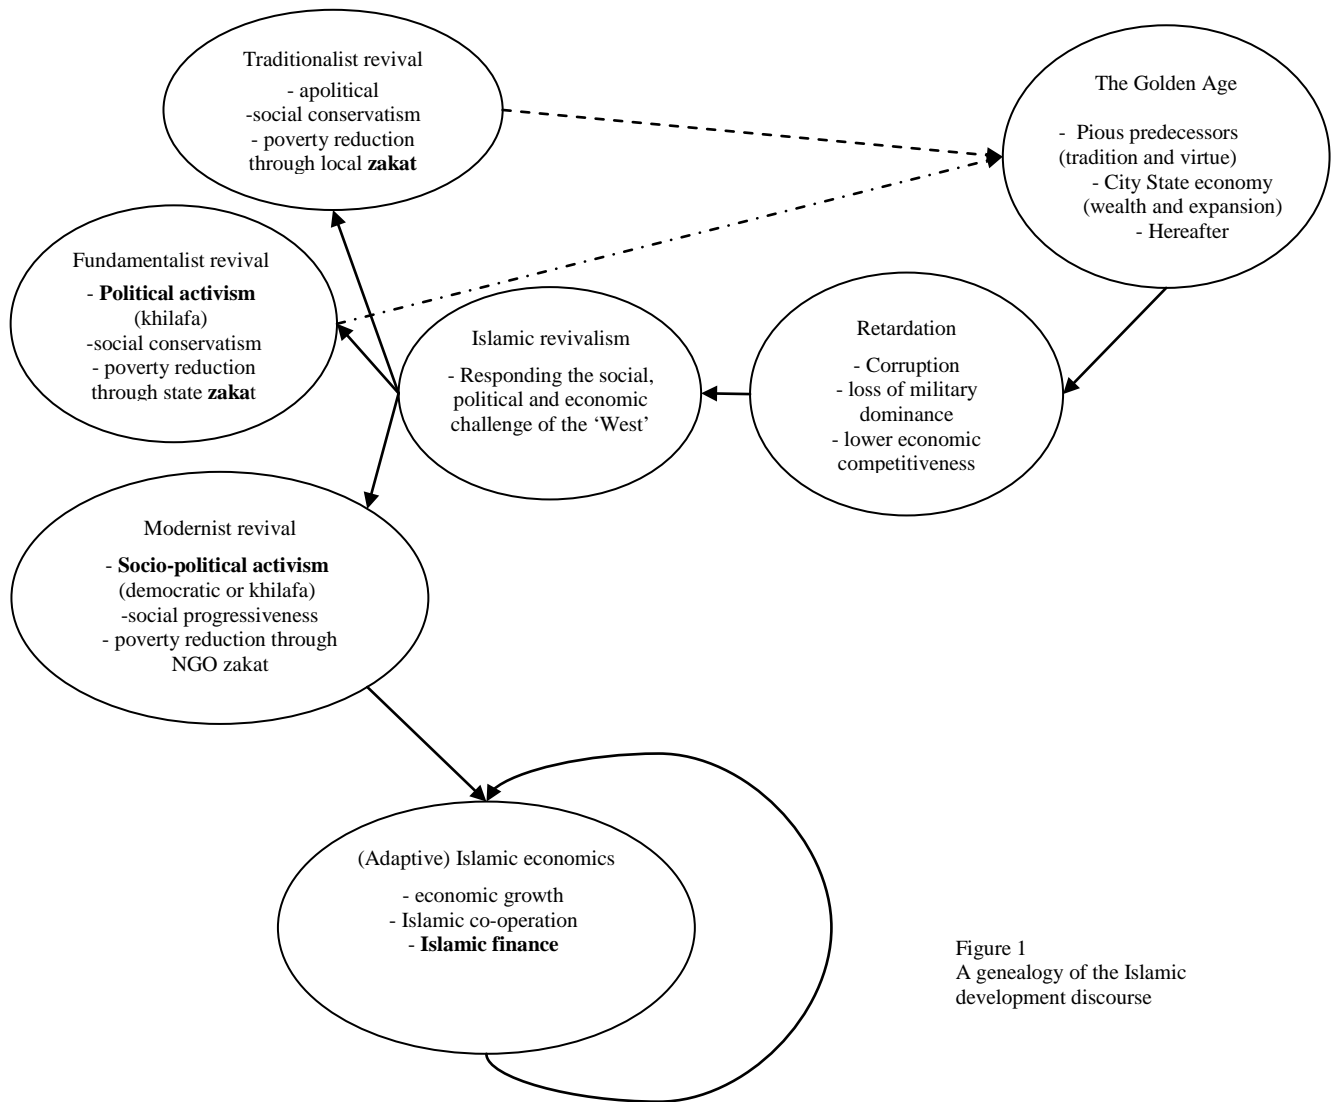 Traditionalist revival
- apolitical
-social conservatism
- poverty reduction
through local zakat
The Golden Age
- Pious predecessors
(tradition and virtue)
- City State economy
(wealth and expansion)
- Hereafter
Fundamentalist revival
- Political activism
(khilafa)
-social conservatism
- poverty reduction
through state zakat
Islamic revivalism
- Responding the social,
political and economic
challenge of the ‘West’
Retardation
- Corruption
- loss of military
dominance
- lower economic
competitiveness
Modernist revival
- Socio-political activism
(democratic or khilafa)
-social progressiveness
- poverty reduction through
NGO zakat
(Adaptive) Islamic economics
- economic growth
- Islamic co-operation
- Islamic finance
Figure 1
A genealogy of the Islamic
development discourse